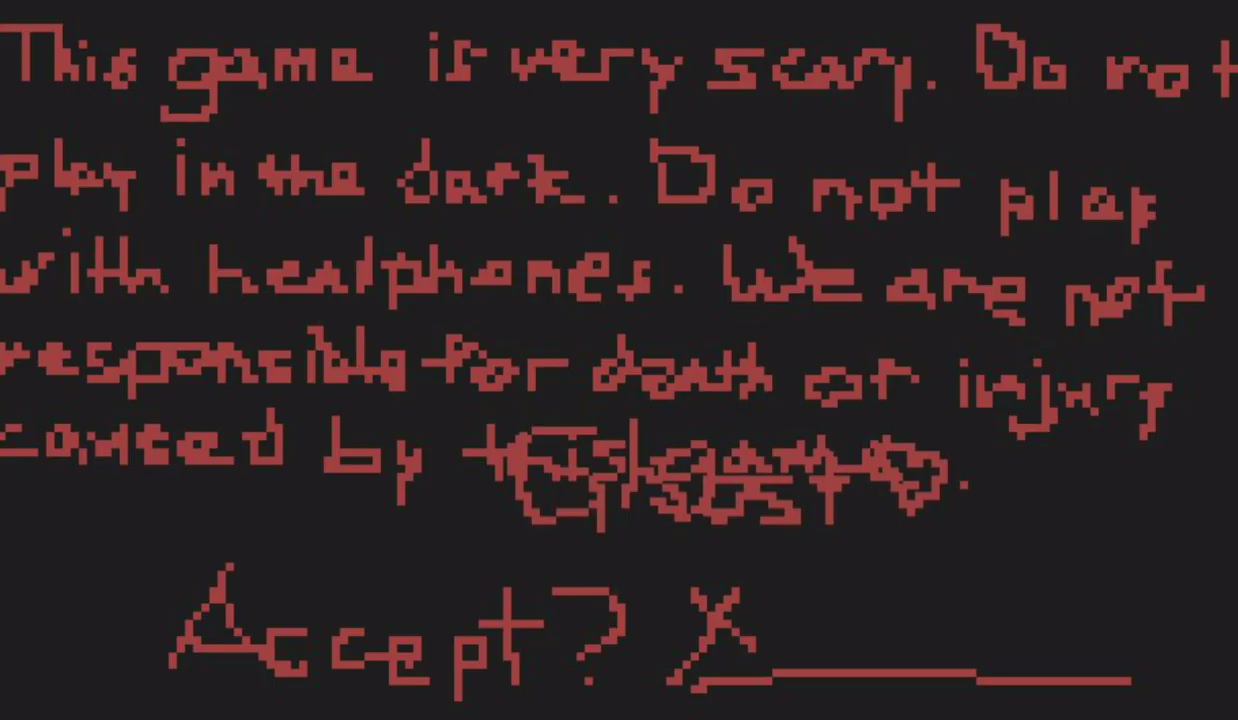 This game is very scary. Do not
play in the dark. Do not play
with headphones. We are not
responsible for death or injury
caused by
Accept? X